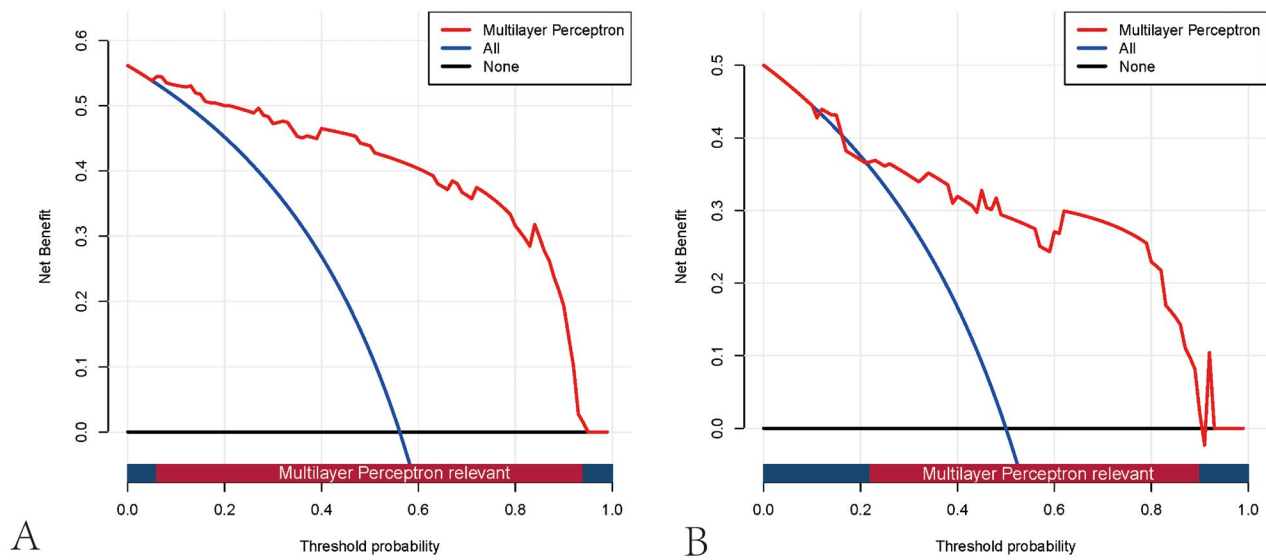 Multilayer Perceptron
All
None
Net Benefit
0.6
0.5
0.4
0.3
0.2
0.1
0.0
Multilayer Perceptron relevant
0.0 0.2 0.4 0.6 0.8 1.0
Threshold probability
A
Multilayer Perceptron
All
None
Net Benefit
0.5
0.4
0.3
0.2
0.1
0.0
Multilayer Perceptron relevant
0.0 0.2 0.4 0.6 0.8 1.0
Threshold probability
B